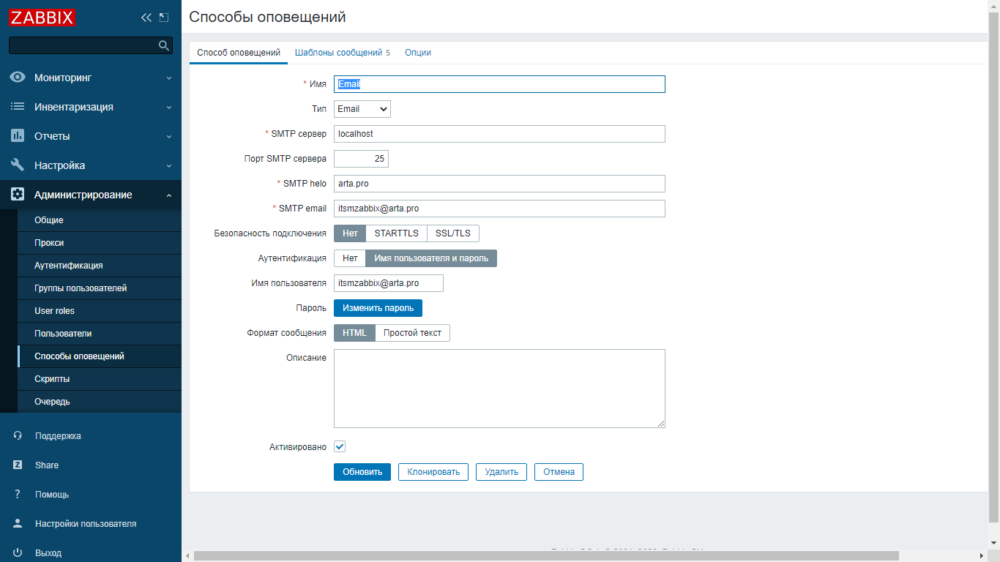 ZABBIX
Мониторинг
Инвентаризация
Отчеты
Настройка
Администрирование
Общие
Прокси
Аутентификация
Группы пользователей
User roles
Пользователи
Способы оповещений
Скрипты
Очередь
Поддержка
Z Share
? Помощь
Настройки пользователя
Выход
Способы оповещений
Способ оповещений Шаблоны сообщений 5 Опции
* Имя Email
Тип Email
* SMTP сервер localhost
Порт SMTP сервера 25
* SMTP helo arta.pro
* SMTP email itsmzabbix@arta.pro
Безопасность подключения Нет STARTTLS SSL/TLS
Аутентификация Нет Имя пользователя и пароль
Имя пользователя itsmzabbix@arta.pro
Пароль Изменить пароль
Формат сообщения HTML Простой текст
Описание
Активировано
Обновить Клонировать Удалить Отмена